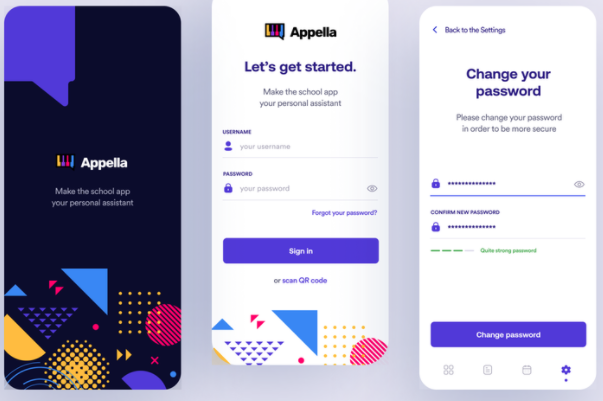 Appella
Make the school app
your personal assistant
Appella
Let's get started.
Make the school app
your personal assistant
USERNAME
your username
PASSWORD
your password
Forgot your password?
Sign in
or scan QR code
Back to the Settings
Change your
password
Please change your password
in order to be more secure
CONFIRM NEW PASSWORD
Quite strong password
Change password